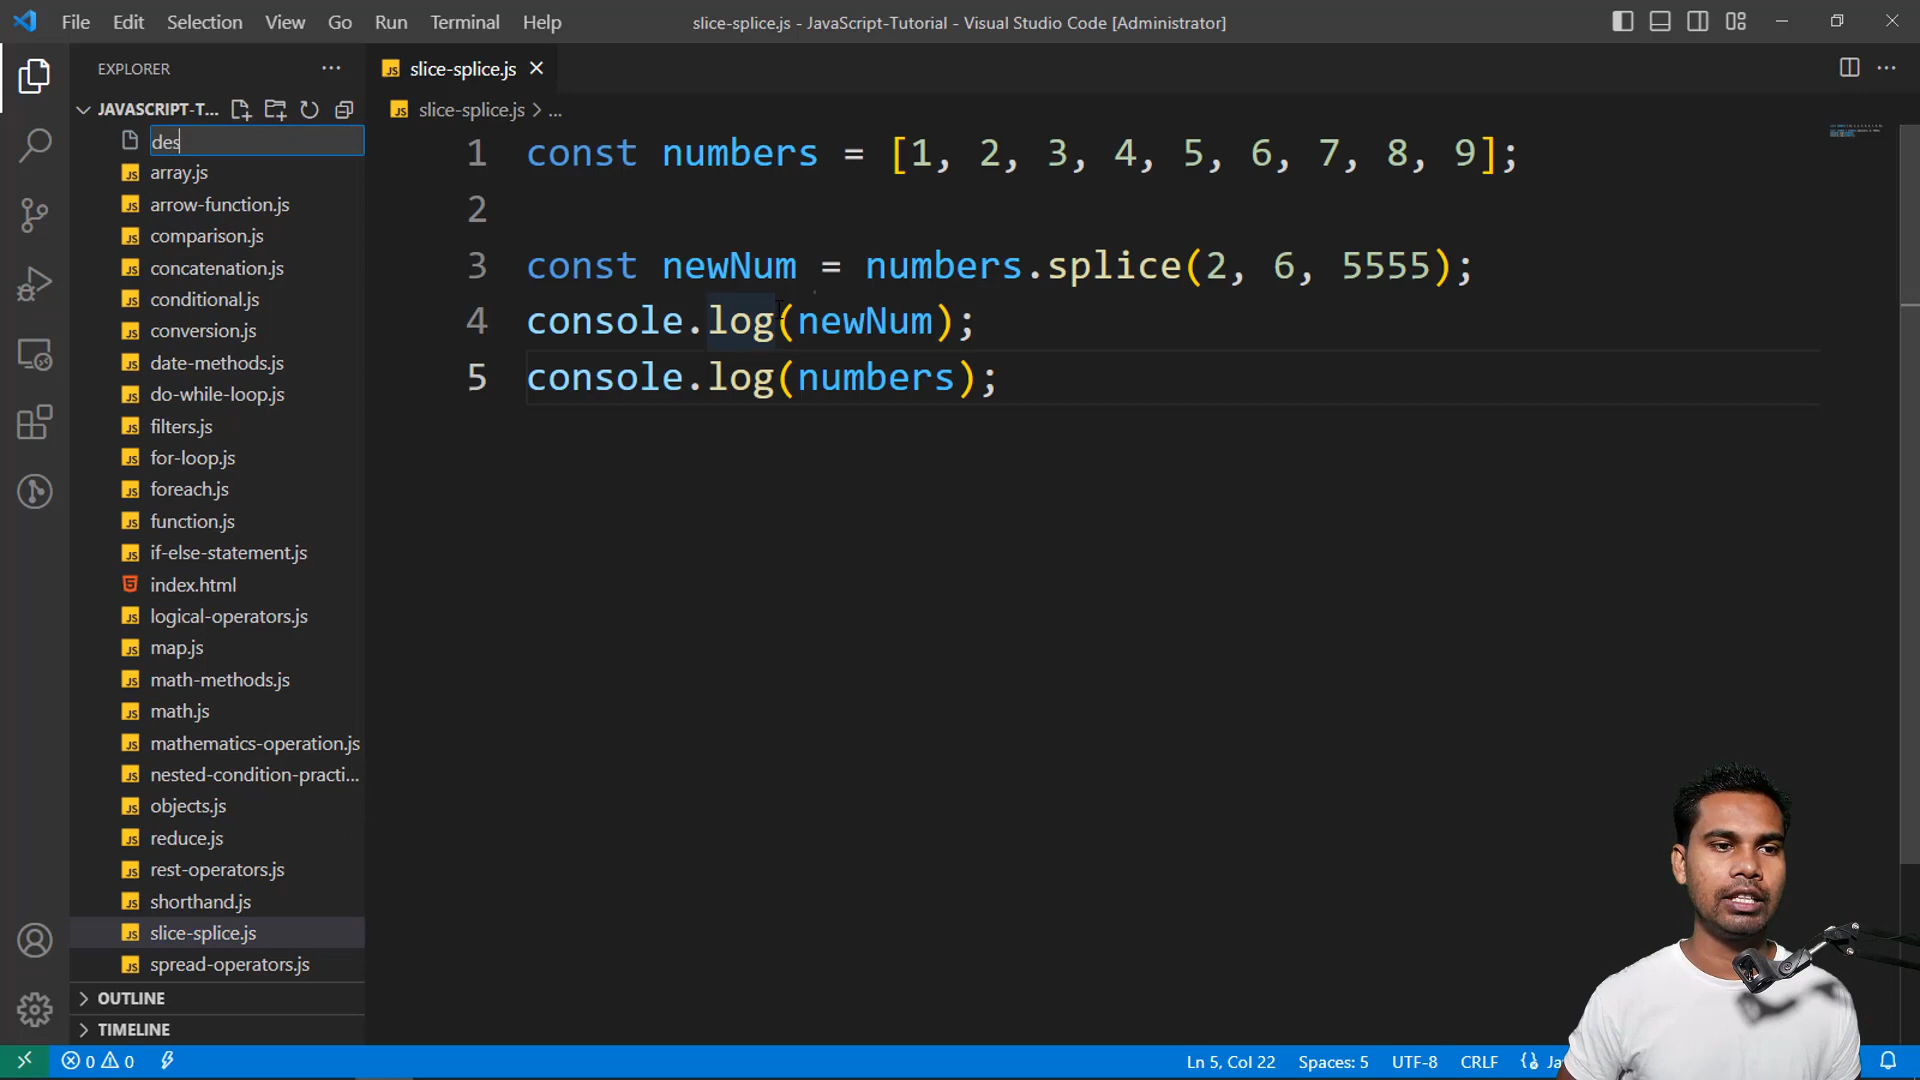 File Edit Selection View Go Run Terminal Help
slice-splice.js - JavaScript-Tutorial - Visual Studio Code [Administrator]
EXPLORER
JAVASCRIPT-T...
des
array.js
arrow-function.js
comparison.js
concatenation.js
conditional.js
conversion.js
date-methods.js
do-while-loop.js
filters.js
for-loop.js
foreach.js
function.js
if-else-statement.js
index.html
logical-operators.js
map.js
math-methods.js
math.js
mathematics-operation.js
nested-condition-practi...
objects.js
reduce.js
rest-operators.js
shorthand.js
slice-splice.js
spread-operators.js
OUTLINE
TIMELINE
JS slice-splice.js
JS slice-splice.js > ...
1 const numbers = [1, 2, 3, 4, 5, 6, 7, 8, 9];
2
3 const newNum = numbers.splice(2, 6, 5555);
4 console.log(newNum);
5 console.log(numbers);
0 0
Ln 5, Col 22 Spaces: 5 UTF-8 CRLF {} Ja